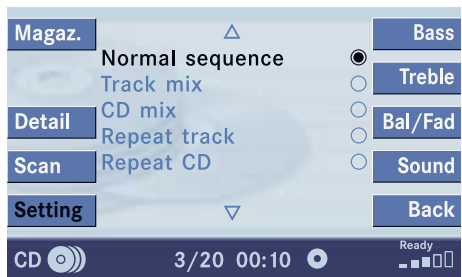 Magaz.
Bass
Normal sequence
Track mix
Treble
CD mix
Detail
Bal/Fad
Repeat track
Scan
Repeat CD
Sound
Setting
Back
CD
3/20 00:10
Ready